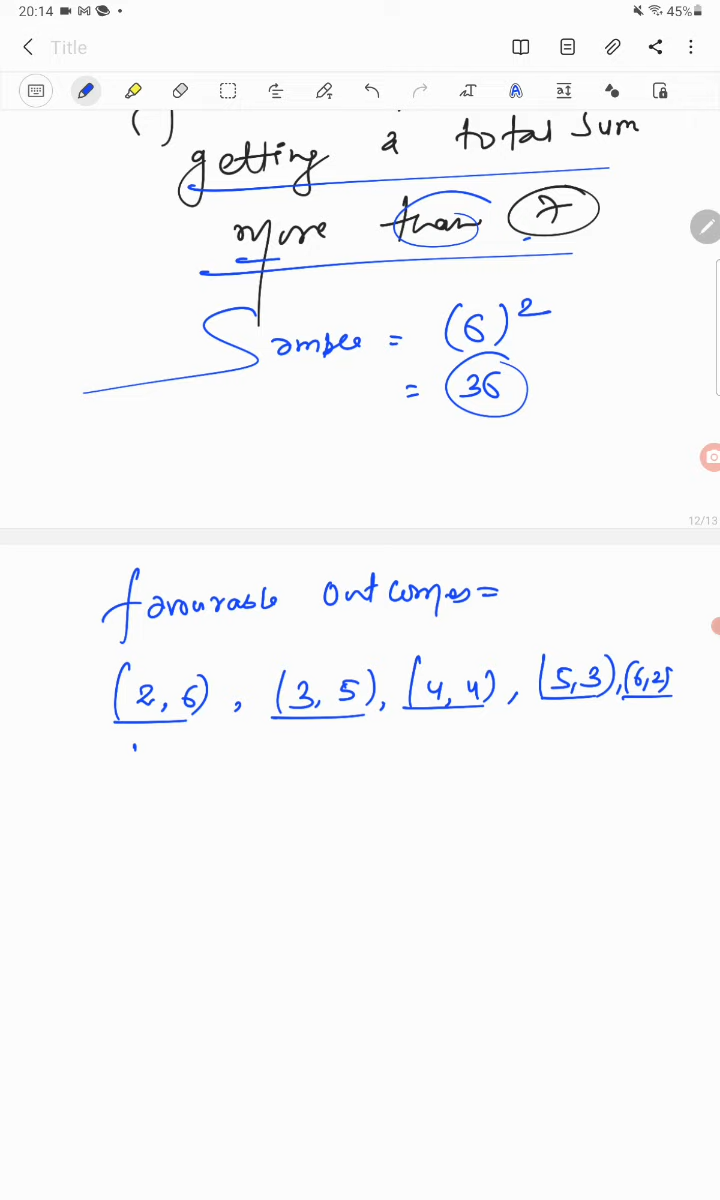 20:14
45%
Title
( )
getting a total sum
more than 7
Sample = (6)²
= 36
12/13
favourable outcomes=
(2, 6), (3, 5), (4, 4), (5,3),(6,2)